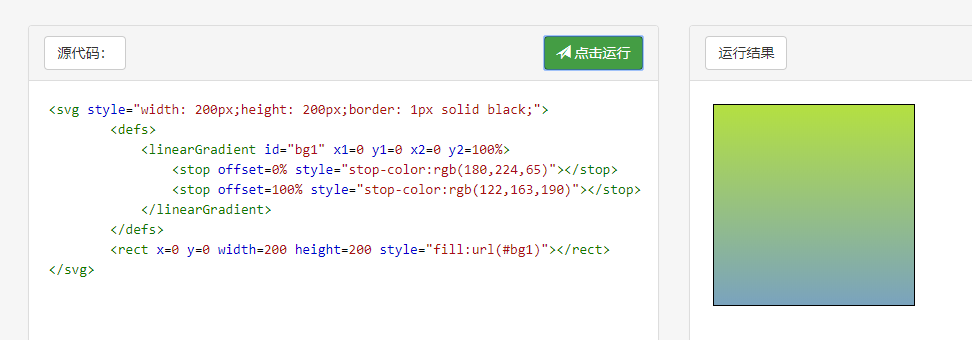 源代码：
点击运行
运行结果
<svg style="width: 200px;height: 200px;border: 1px solid black;">
<defs>
<linearGradient id="bg1" x1=0 y1=0 x2=0 y2=100%>
<stop offset=0% style="stop-color:rgb(180,224,65)"></stop>
<stop offset=100% style="stop-color:rgb(122,163,190)"></stop>
</linearGradient>
</defs>
<rect x=0 y=0 width=200 height=200 style="fill:url(#bg1)"></rect>
</svg>